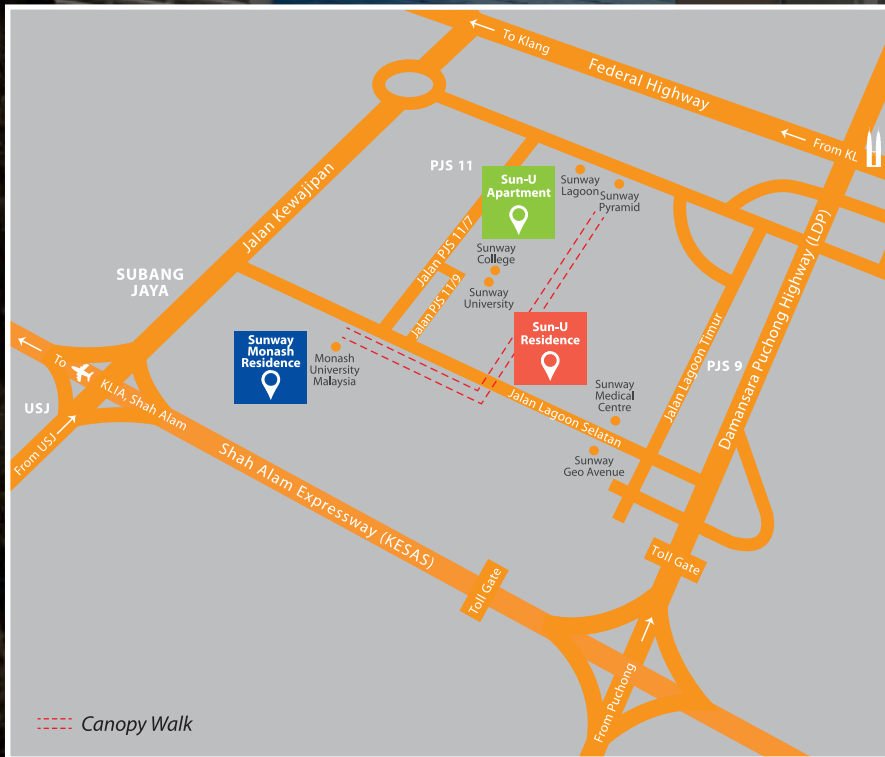 To Klang
Federal Highway
From KL
PJS 11
Sun-U
Apartment
Sunway
Lagoon
Sunway
Pyramid
Jalan Kewajipan
Jalan PJS 11/7
Sunway
College
Sunway
University
Jalan PJS 11/9
SUBANG
JAYA
Sunway
Monash
Residence
Monash
University
Malaysia
Sun-U
Residence
Jalan Lagoon Timur
PJS 9
Damansara Puchong Highway (LDP)
Sunway
Medical
Centre
Jalan Lagoon Selatan
Sunway
Geo Avenue
To
KLIA, Shah Alam
USJ
From USJ
Shah Alam Expressway (KESAS)
Toll Gate
Toll Gate
From Puchong
Canopy Walk